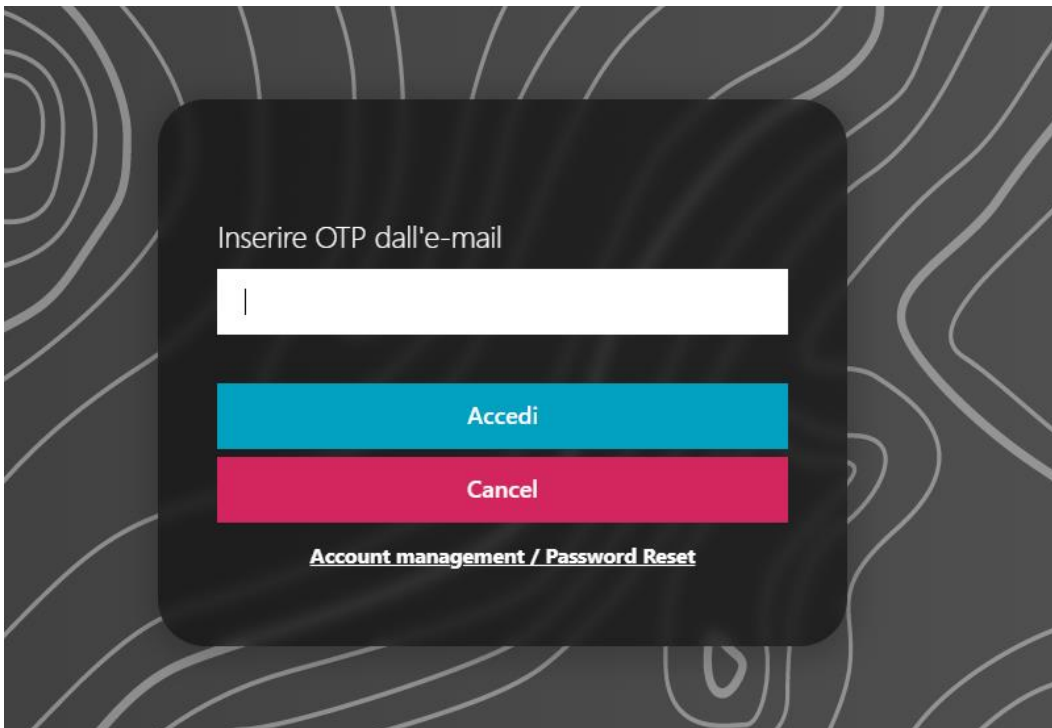 Inserire OTP dall'e-mail
Accedi
Cancel
Account management / Password Reset